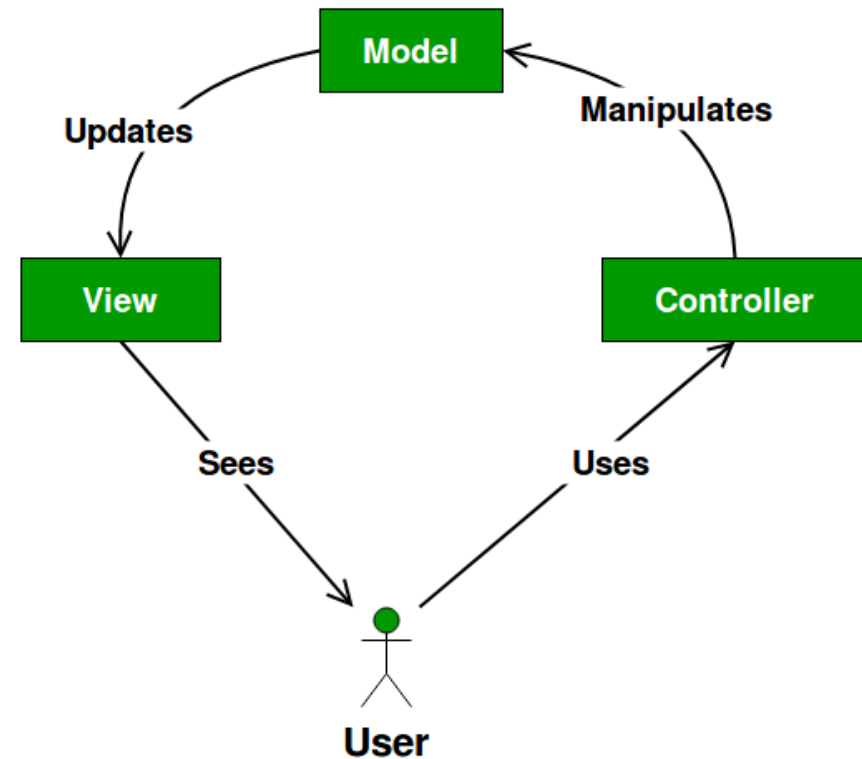 Model
Updates
Manipulates
View
Controller
Sees
Uses
User